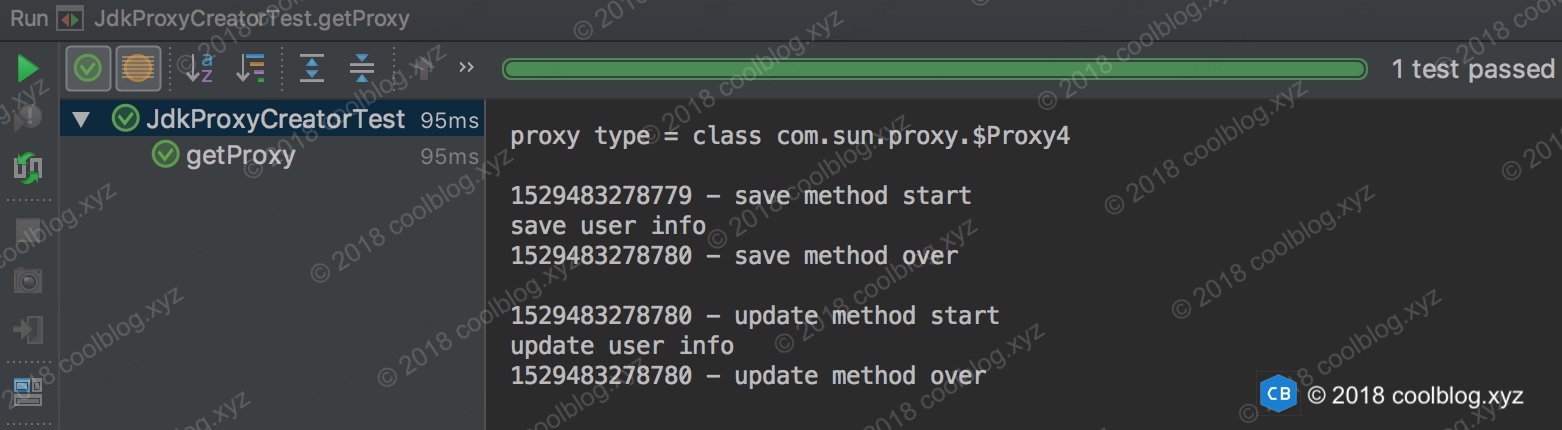 Run JdkProxyCreatorTest.getProxy
1 test passed
JdkProxyCreatorTest 95ms
getProxy 95ms
proxy type = class com.sun.proxy.$Proxy4
1529483278779 – save method start
save user info
1529483278780 – save method over
1529483278780 – update method start
update user info
1529483278780 – update method over
CB © 2018 coolblog.xyz